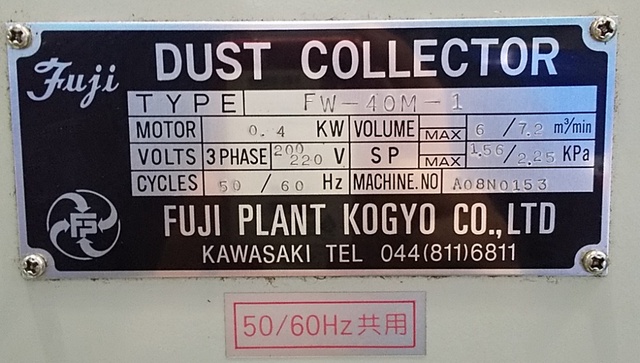 Fuji
DUST COLLECTOR
TYPE FW-40M-1
MOTOR 0.4 KW VOLUME MAX 6 / 7.2 m³/min
VOLTS 3 PHASE 200 220 V SP MAX 1.56 / 2.25 KPa
CYCLES 50 / 60 Hz MACHINE.NO A08N0153
FP
FUJI PLANT KOGYO CO.,LTD
KAWASAKI TEL 044(811)6811
50/60Hz共用